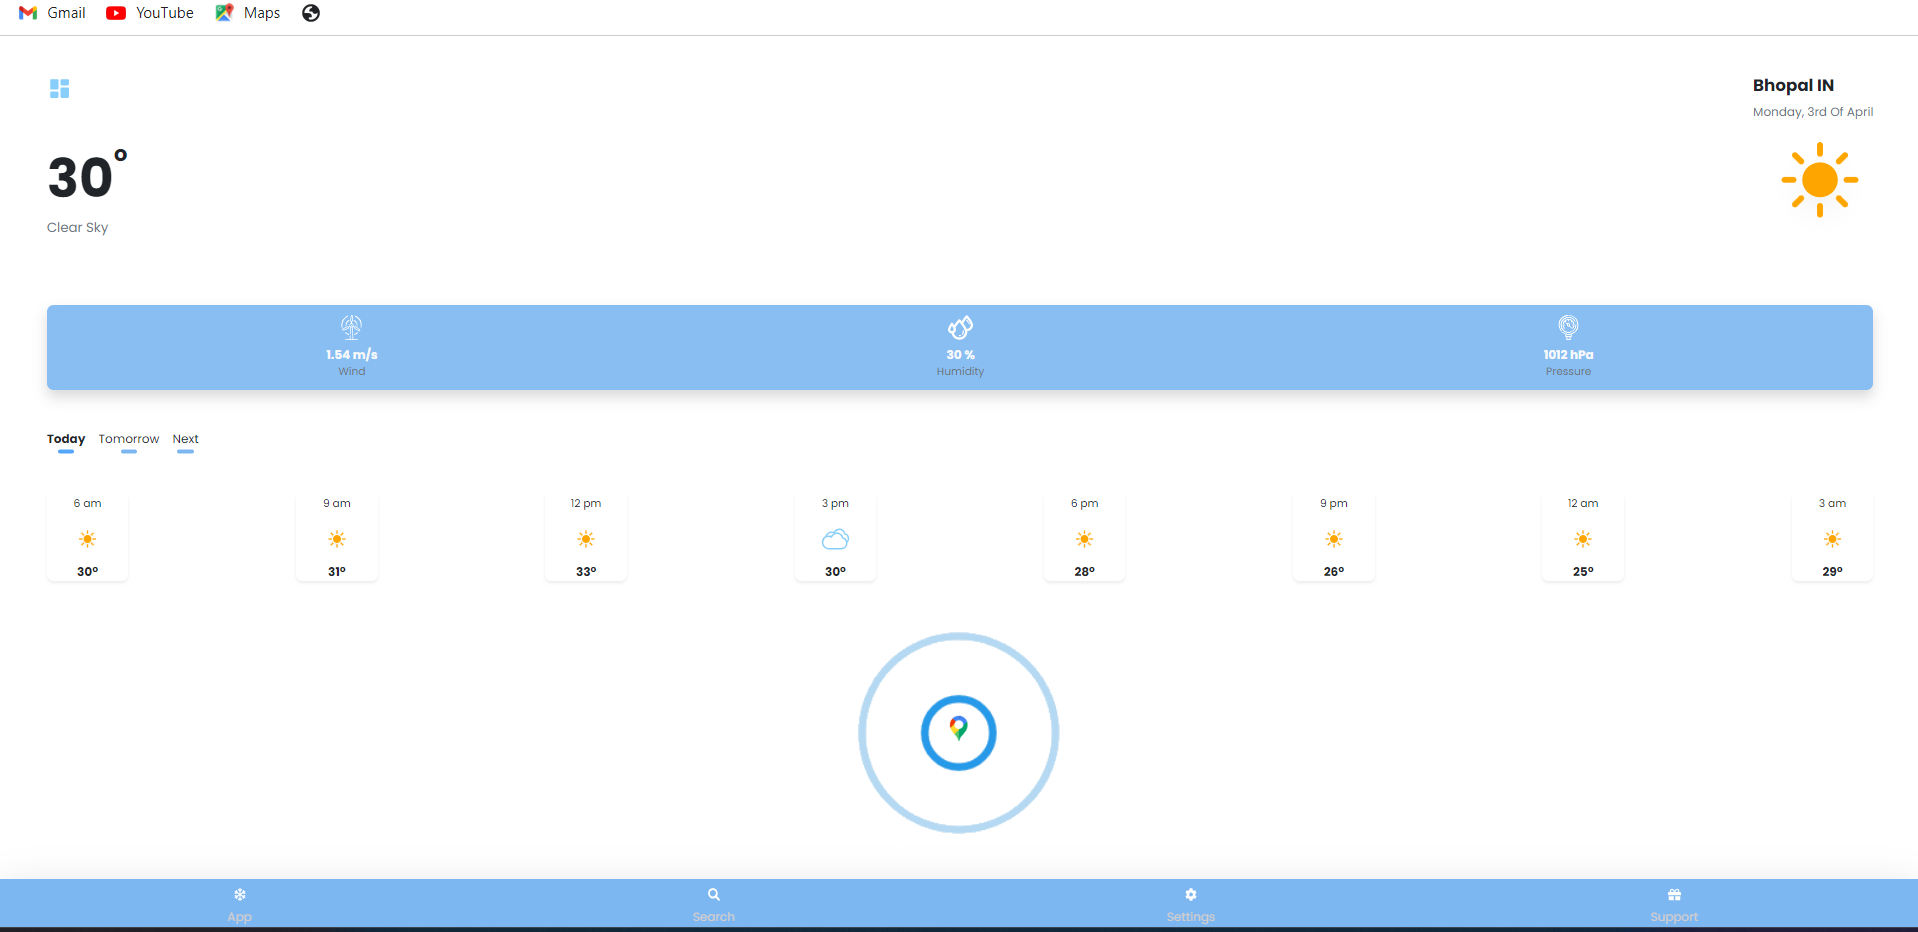 Gmail YouTube Maps
Bhopal IN
Monday, 3rd Of April
30°
Clear Sky
1.54 m/s 30 % 1012 hPa
Wind Humidity Pressure
Today Tomorrow Next
6 am 9 am 12 pm 3 pm 6 pm 9 pm 12 am 3 am
30° 31° 33° 30° 28° 26° 25° 29°
App Search Settings Support